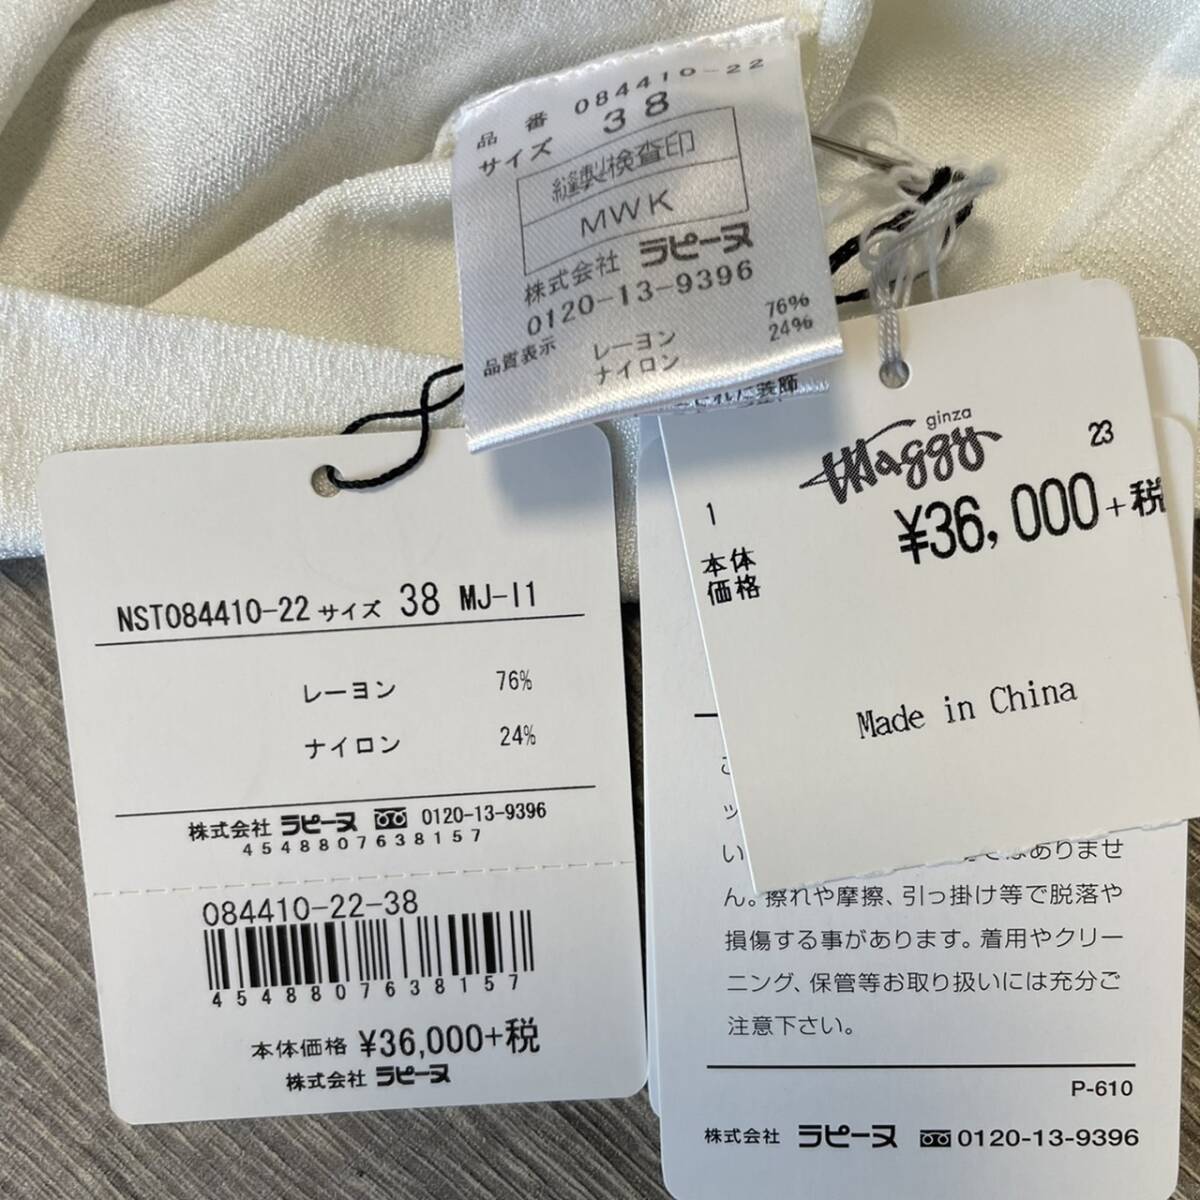 品番 084410-22
サイズ 38
縫製検査印
MWK
株式会社 ラピーヌ
0120-13-9396
品質表示 レーヨン 76%
ナイロン 24%
NST084410-22 サイズ 38 MJ-I1
レーヨン 76%
ナイロン 24%
株式会社 ラピーヌ 0120-13-9396
4548807638157
084410-22-38
4548807638157
本体価格 ¥36,000+税
株式会社 ラピーヌ
ginza
Maggy
23
1
本体
価格
¥36,000+税
Made in China
はありませ
ん。擦れや摩擦、引っ掛け等で脱落や
損傷する事があります。着用やクリー
ニング、保管等お取り扱いには充分ご
注意下さい。
P-610
株式会社 ラピーヌ 0120-13-9396